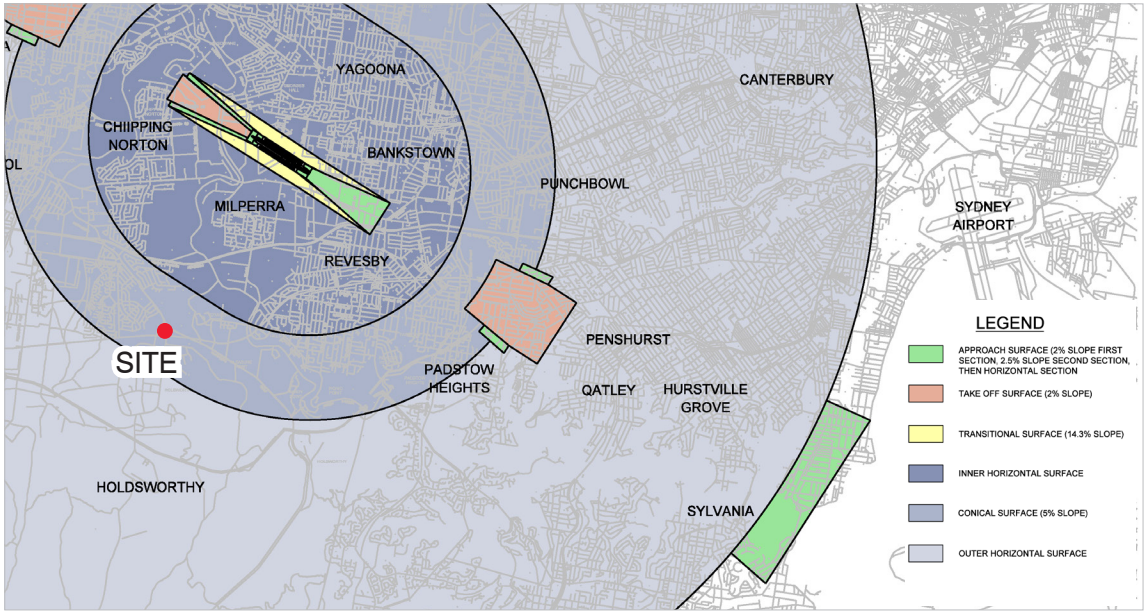 YAGOONA
CANTERBURY
CHIIPPING
NORTON
BANKSTOWN
OL
PUNCHBOWL
MILPERRA
SYDNEY
AIRPORT
REVESBY
SITE
PENSHURST
PADSTOW
HEIGHTS
QATLEY
HURSTVILLE
GROVE
HOLDSWORTHY
SYLVANIA
LEGEND
APPROACH SURFACE (2% SLOPE FIRST
SECTION, 2.5% SLOPE SECOND SECTION,
THEN HORIZONTAL SECTION
TAKE OFF SURFACE (2% SLOPE)
TRANSITIONAL SURFACE (14.3% SLOPE)
INNER HORIZONTAL SURFACE
CONICAL SURFACE (5% SLOPE)
OUTER HORIZONTAL SURFACE